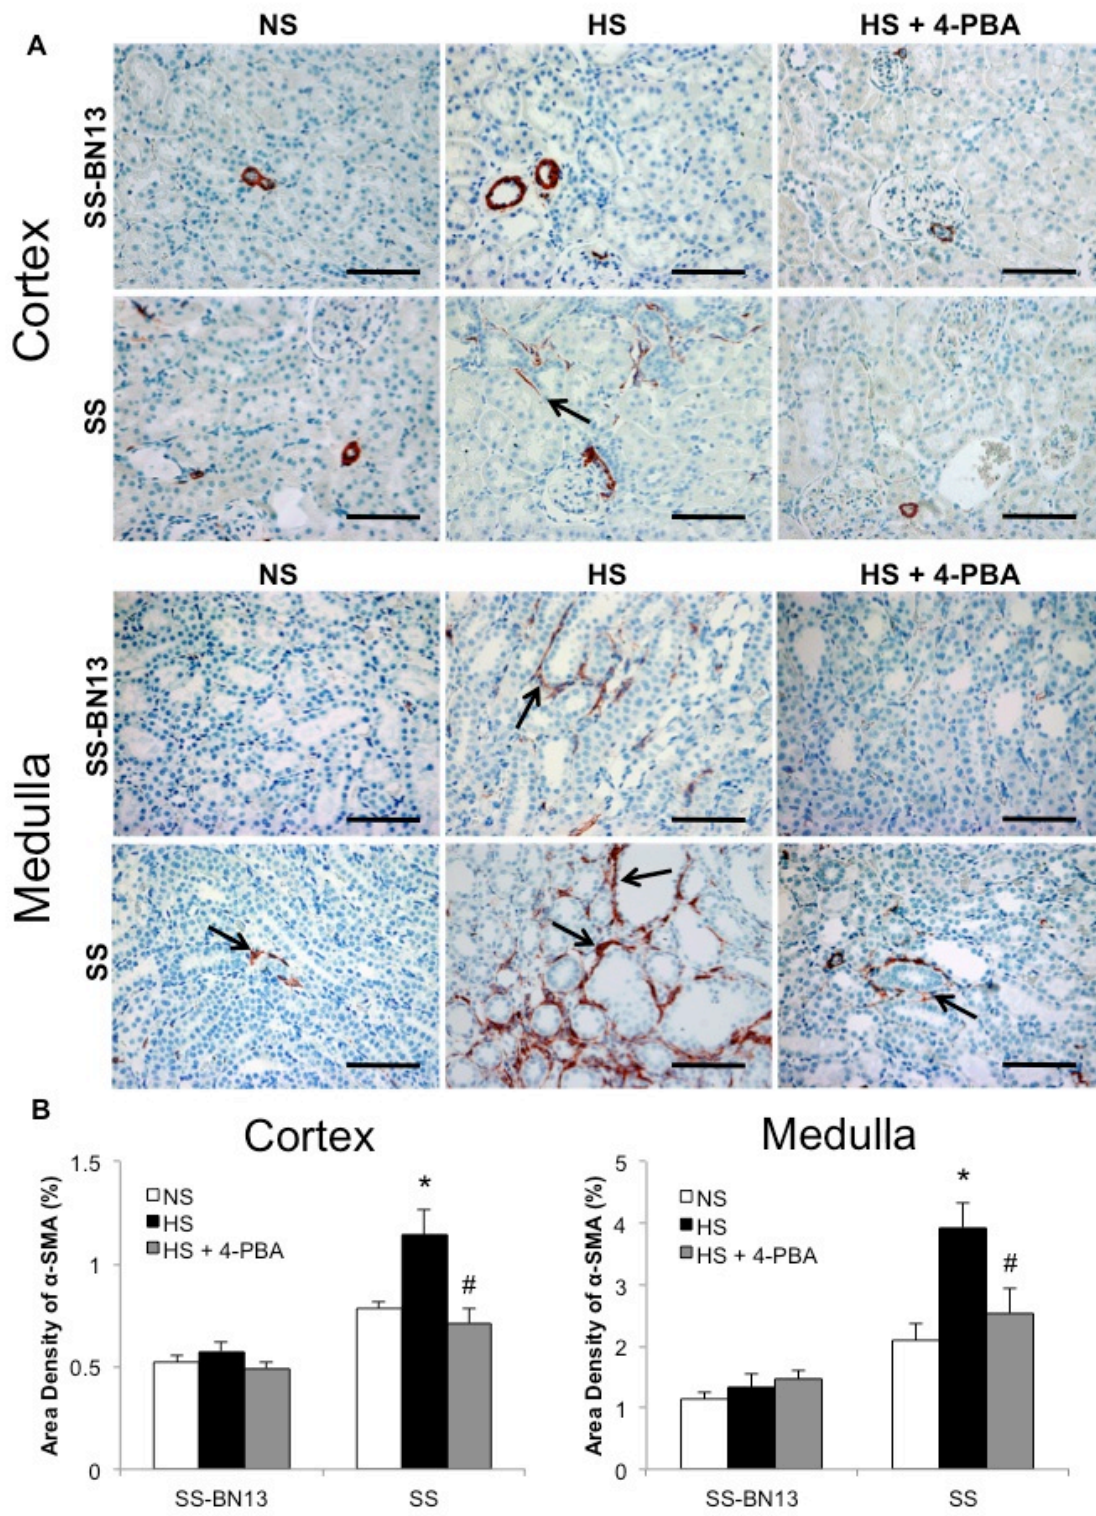 A
NS HS HS + 4-PBA
Cortex
SS-BN13
SS
NS HS HS + 4-PBA
Medulla
SS-BN13
SS
B
Cortex
Area Density of α-SMA (%)
1.5
1
0.5
0
NS
HS
HS + 4-PBA
*
#
SS-BN13 SS
Medulla
Area Density of α-SMA (%)
5
4
3
2
1
0
NS
HS
HS + 4-PBA
*
#
SS-BN13 SS